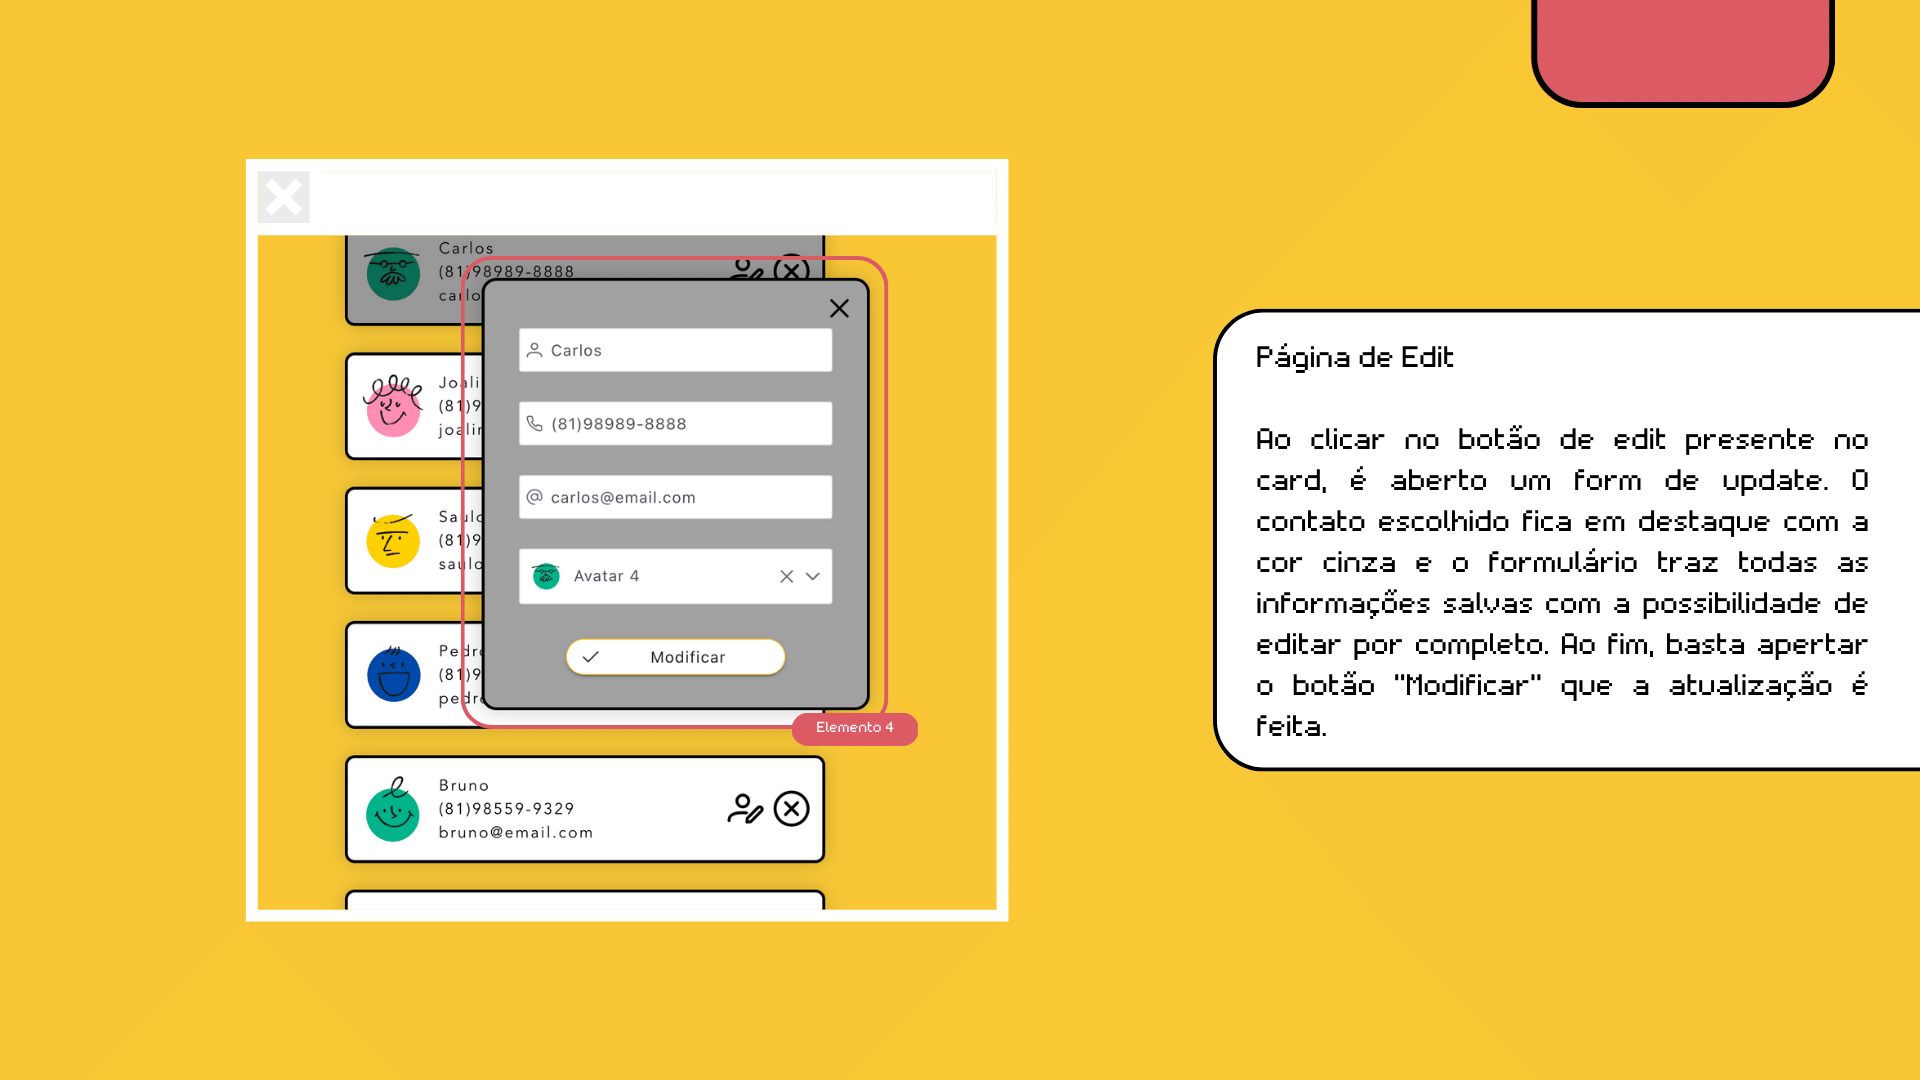 Carlos
(81)98989-8888
carlo
Joali
(81)9
joalir
Saulo
(81)9
saulo
Pedro
(81)9
pedro
Carlos
(81)98989-8888
carlos@email.com
Avatar 4
Modificar
Elemento 4
Bruno
(81)98559-9329
bruno@email.com
Página de Edit
Ao clicar no botão de edit presente no
card, é aberto um form de update. O
contato escolhido fica em destaque com a
cor cinza e o formulário traz todas as
informações salvas com a possibilidade de
editar por completo. Ao fim, basta apertar
o botão "Modificar" que a atualização é
feita.